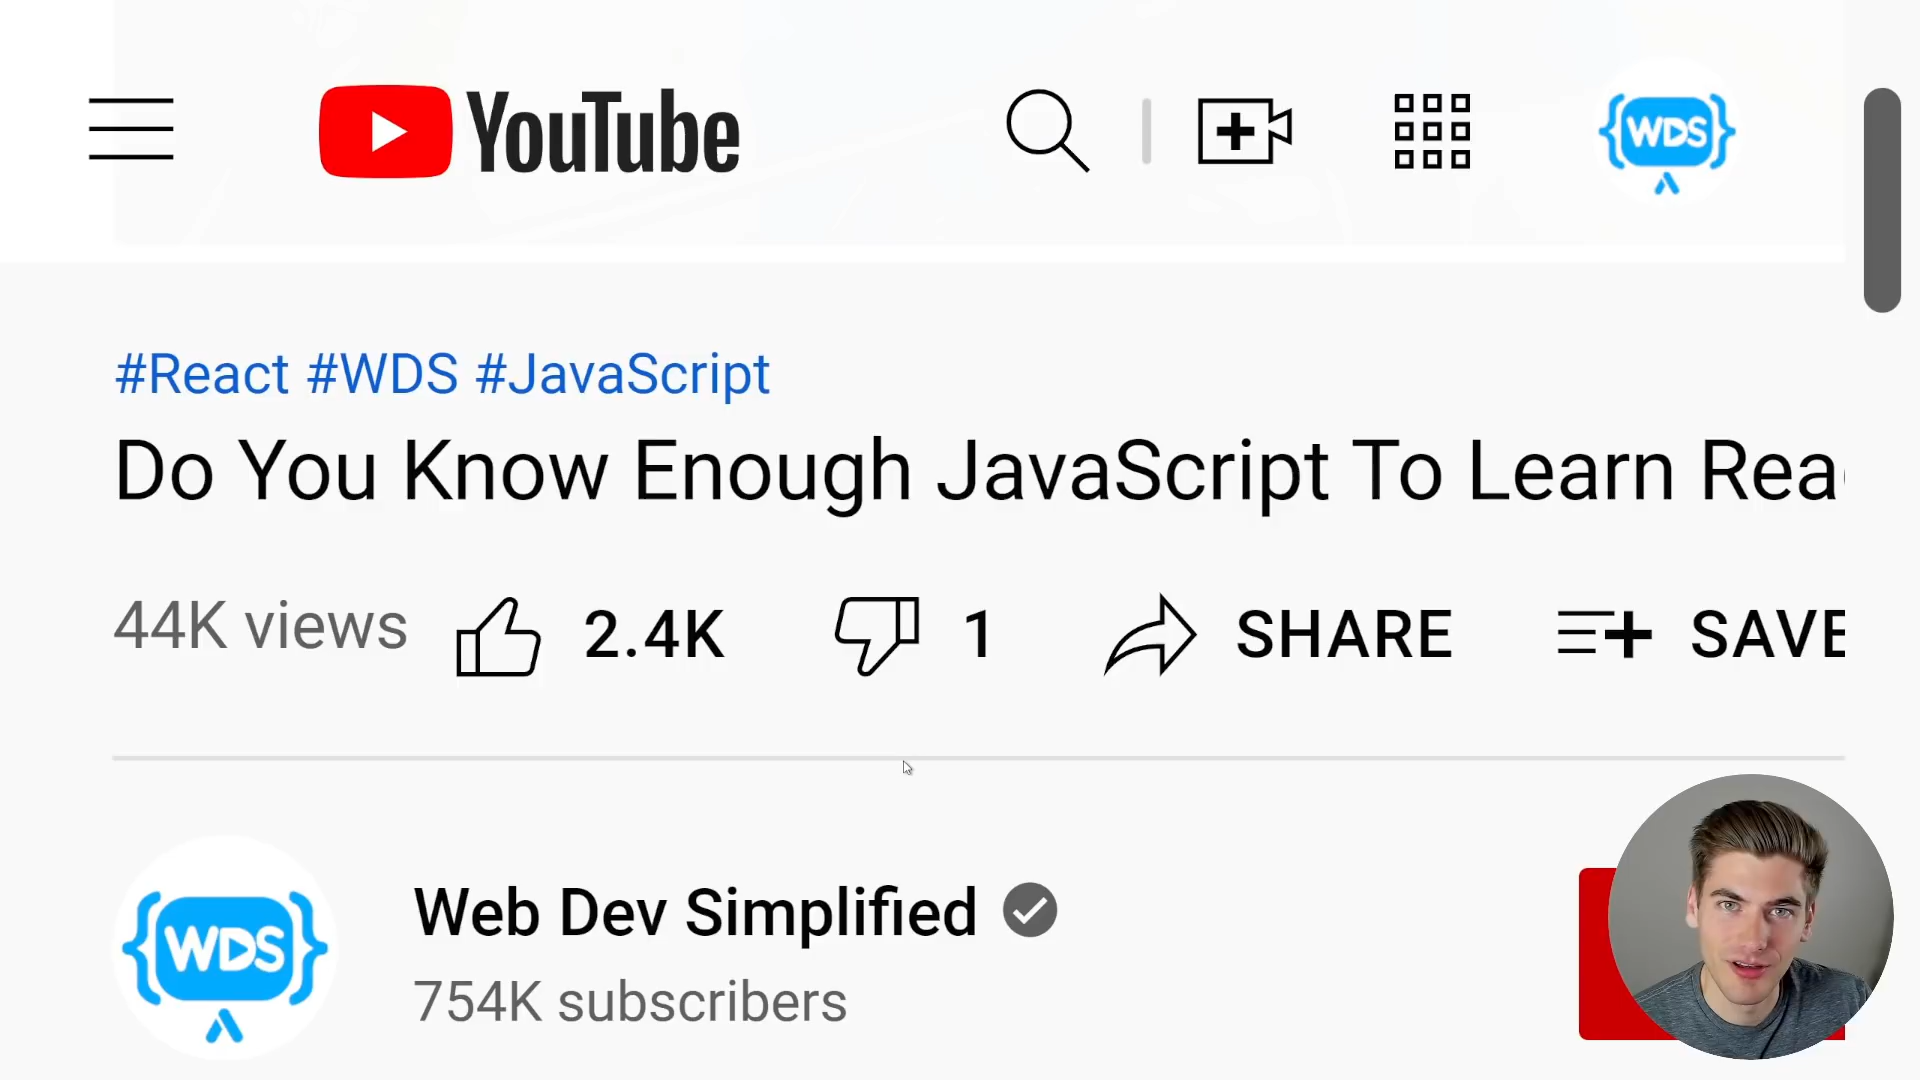 YouTube
WDS
#React #WDS #JavaScript
Do You Know Enough JavaScript To Learn Rea
44K views 2.4K 1 SHARE SAVE
WDS
Web Dev Simplified
754K subscribers